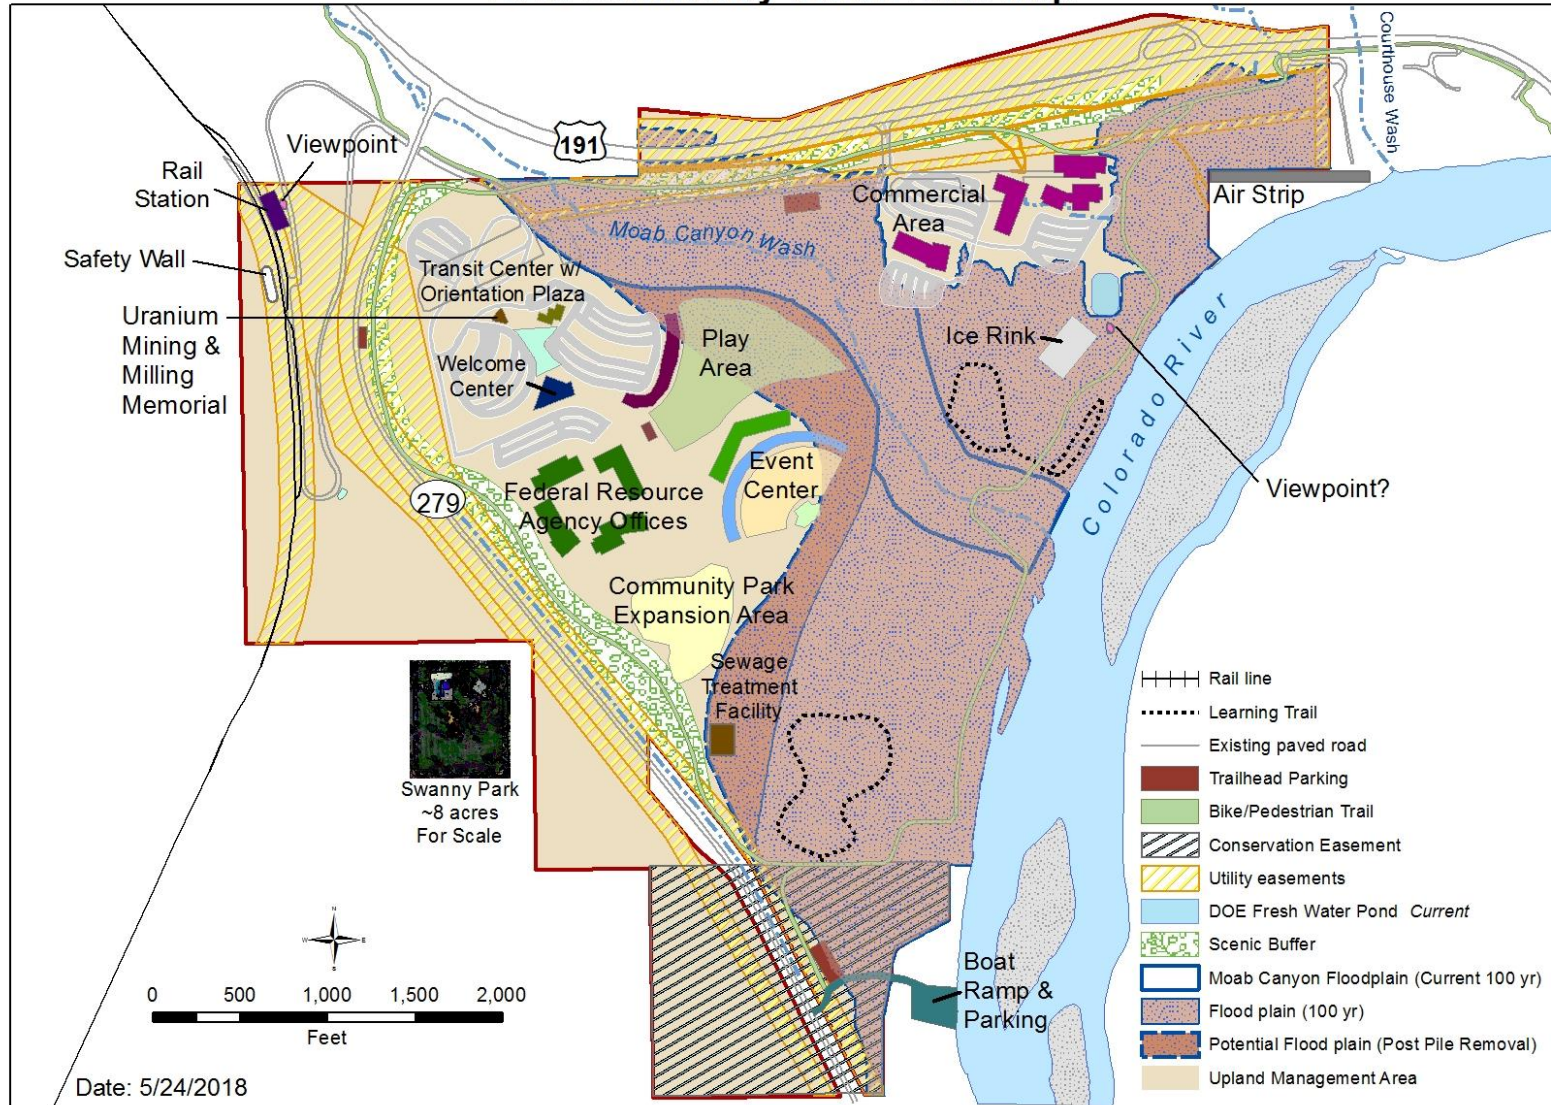 191
Courthouse Wash
Viewpoint
Rail
Station
Safety Wall
Uranium
Mining &
Milling
Memorial
Transit Center w/
Orientation Plaza
Welcome
Center
Moab Canyon Wash
Commercial
Area
Air Strip
Play
Area
Ice Rink
Colorado River
Viewpoint?
Event
Center
279
Federal Resource
Agency Offices
Community Park
Expansion Area
Sewage
Treatment
Facility
Swanny Park
~8 acres
For Scale
Boat
Ramp &
Parking
N
W E
S
0 500 1,000 1,500 2,000
Feet
Date: 5/24/2018
Rail line
Learning Trail
Existing paved road
Trailhead Parking
Bike/Pedestrian Trail
Conservation Easement
Utility easements
DOE Fresh Water Pond Current
Scenic Buffer
Moab Canyon Floodplain (Current 100 yr)
Flood plain (100 yr)
Potential Flood plain (Post Pile Removal)
Upland Management Area